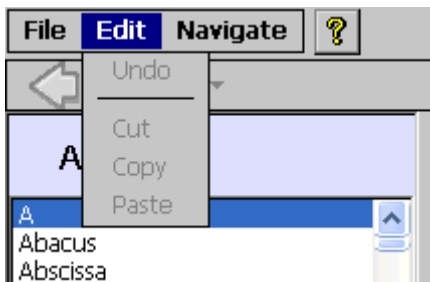 File Edit Navigate ?
Undo
Cut
Copy
Paste
A
A
Abacus
Abscissa